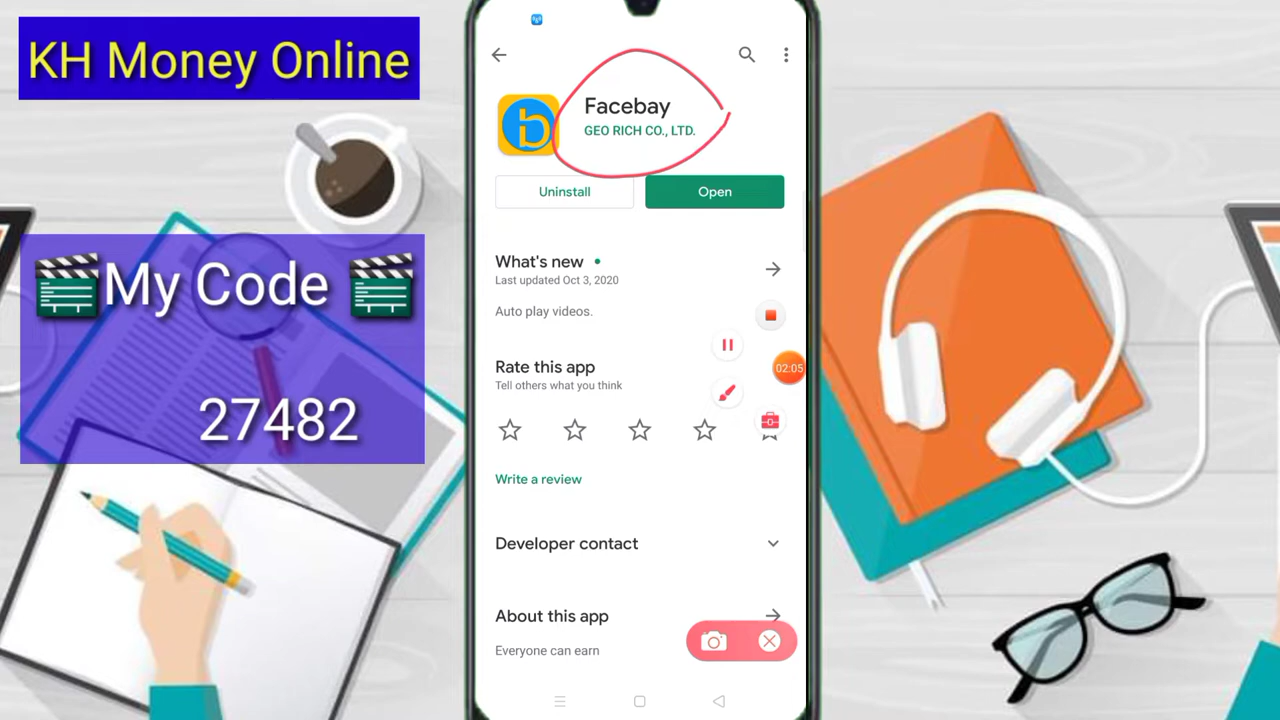 KH Money Online
My Code
27482
Facebay
GEO RICH CO., LTD.
Uninstall
Open
What's new
Last updated Oct 3, 2020
Auto play videos.
Rate this app
Tell others what you think
02:05
Write a review
Developer contact
About this app
Everyone can earn